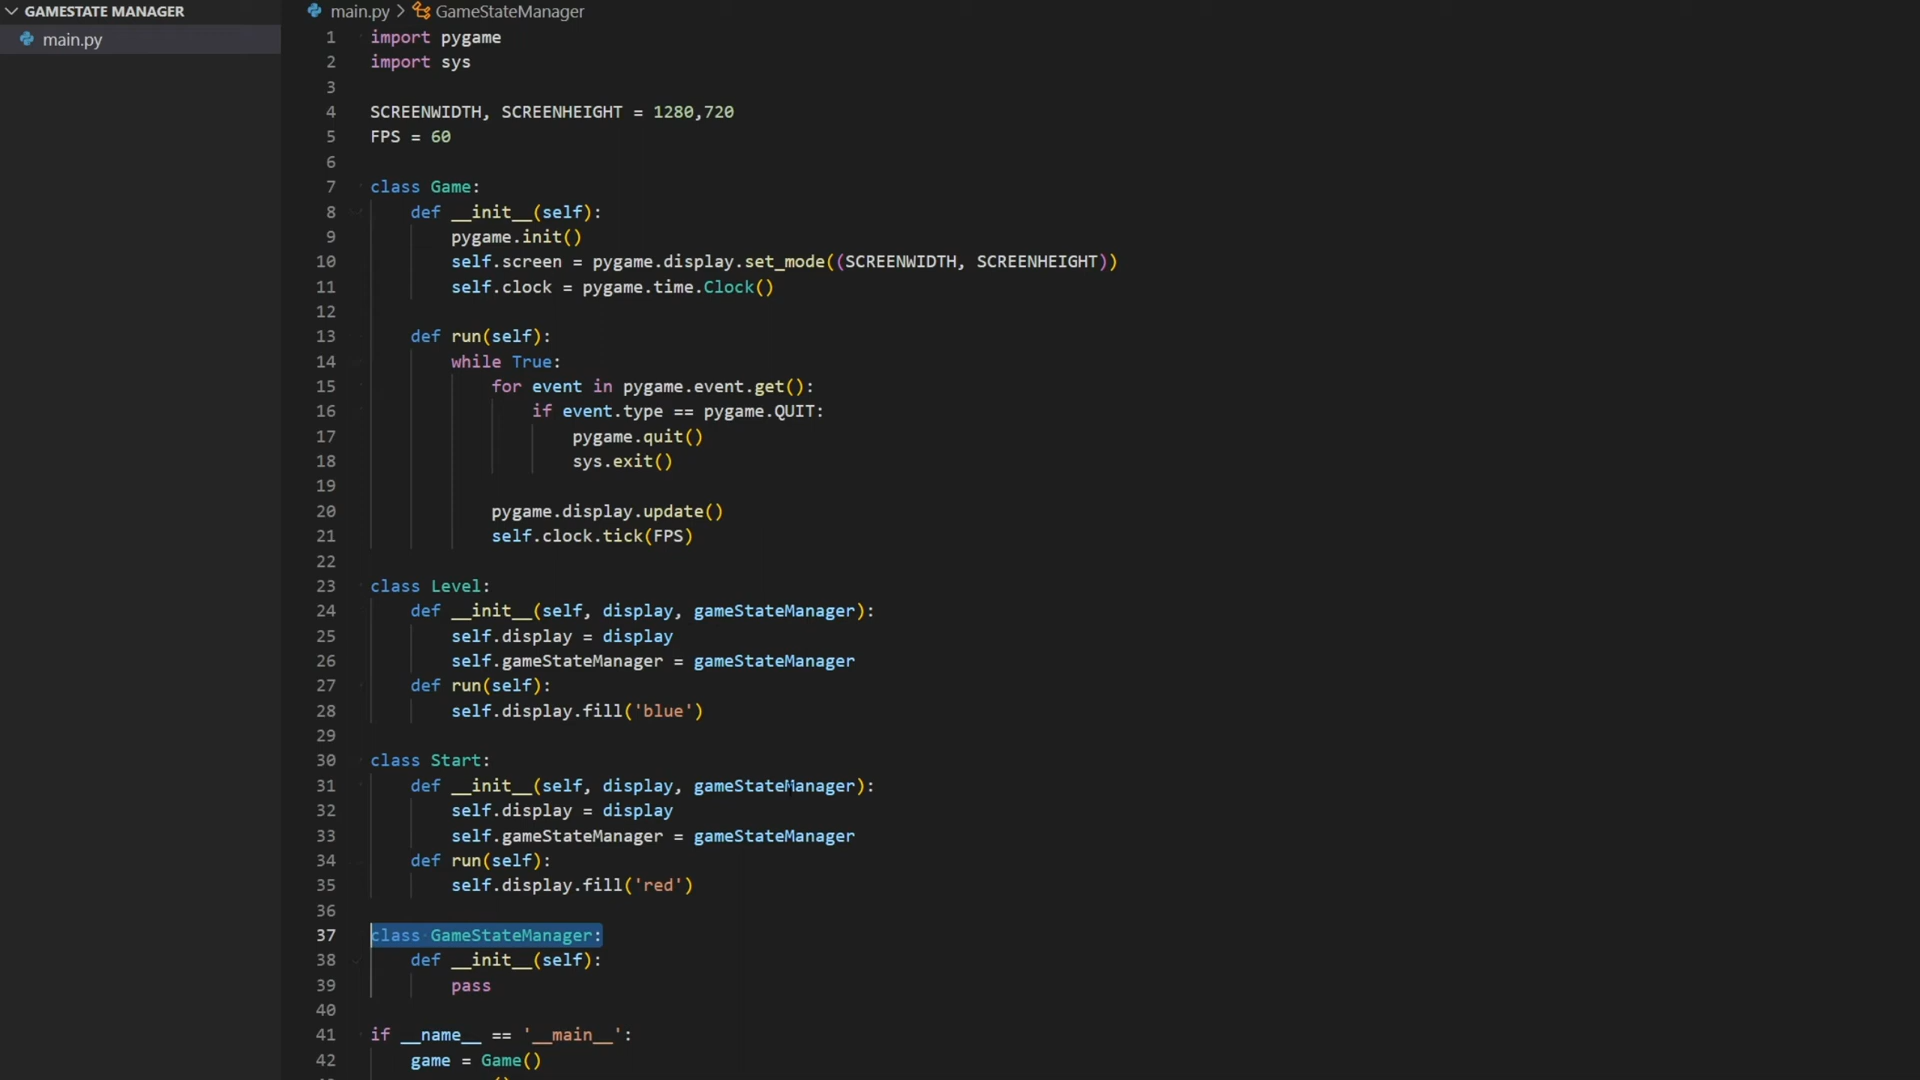 GAMESTATE MANAGER
main.py
main.py > GameStateManager
1 import pygame
2 import sys
3
4 SCREENWIDTH, SCREENHEIGHT = 1280,720
5 FPS = 60
6
7 class Game:
8     def __init__(self):
9         pygame.init()
10         self.screen = pygame.display.set_mode((SCREENWIDTH, SCREENHEIGHT))
11         self.clock = pygame.time.Clock()
12
13     def run(self):
14         while True:
15             for event in pygame.event.get():
16                 if event.type == pygame.QUIT:
17                     pygame.quit()
18                     sys.exit()
19
20             pygame.display.update()
21             self.clock.tick(FPS)
22
23 class Level:
24     def __init__(self, display, gameStateManager):
25         self.display = display
26         self.gameStateManager = gameStateManager
27     def run(self):
28         self.display.fill('blue')
29
30 class Start:
31     def __init__(self, display, gameStateManager):
32         self.display = display
33         self.gameStateManager = gameStateManager
34     def run(self):
35         self.display.fill('red')
36
37 class GameStateManager:
38     def __init__(self):
39         pass
40
41 if __name__ == '__main__':
42     game = Game()